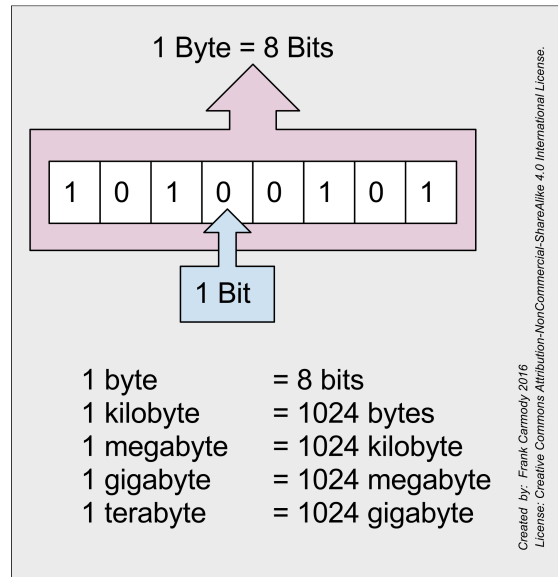 1 Byte = 8 Bits
1 0 1 0 0 1 0 1
1 Bit
1 byte = 8 bits
1 kilobyte = 1024 bytes
1 megabyte = 1024 kilobyte
1 gigabyte = 1024 megabyte
1 terabyte = 1024 gigabyte
Created by: Frank Carmody 2016
License: Creative Commons Attribution-NonCommercial-ShareAlike 4.0 International License.